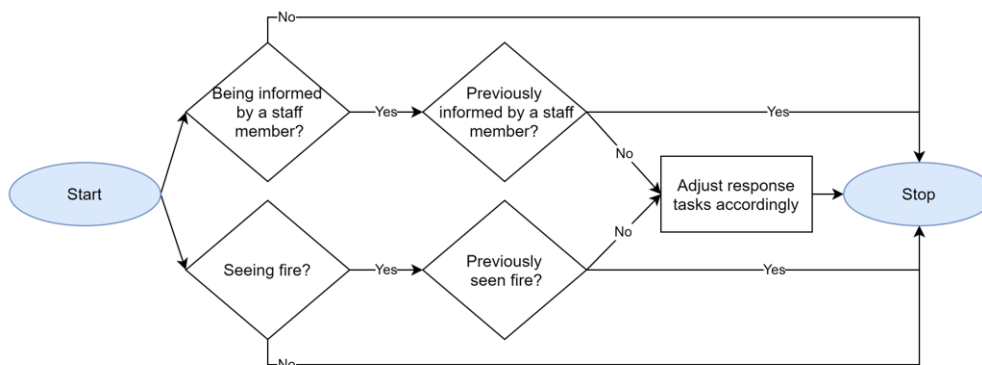 No
Being informed
by a staff
member?
Yes
Previously
informed by a staff
member?
Yes
No
Start
Adjust response
tasks accordingly
Stop
No
Seeing fire?
Yes
Previously
seen fire?
Yes
No